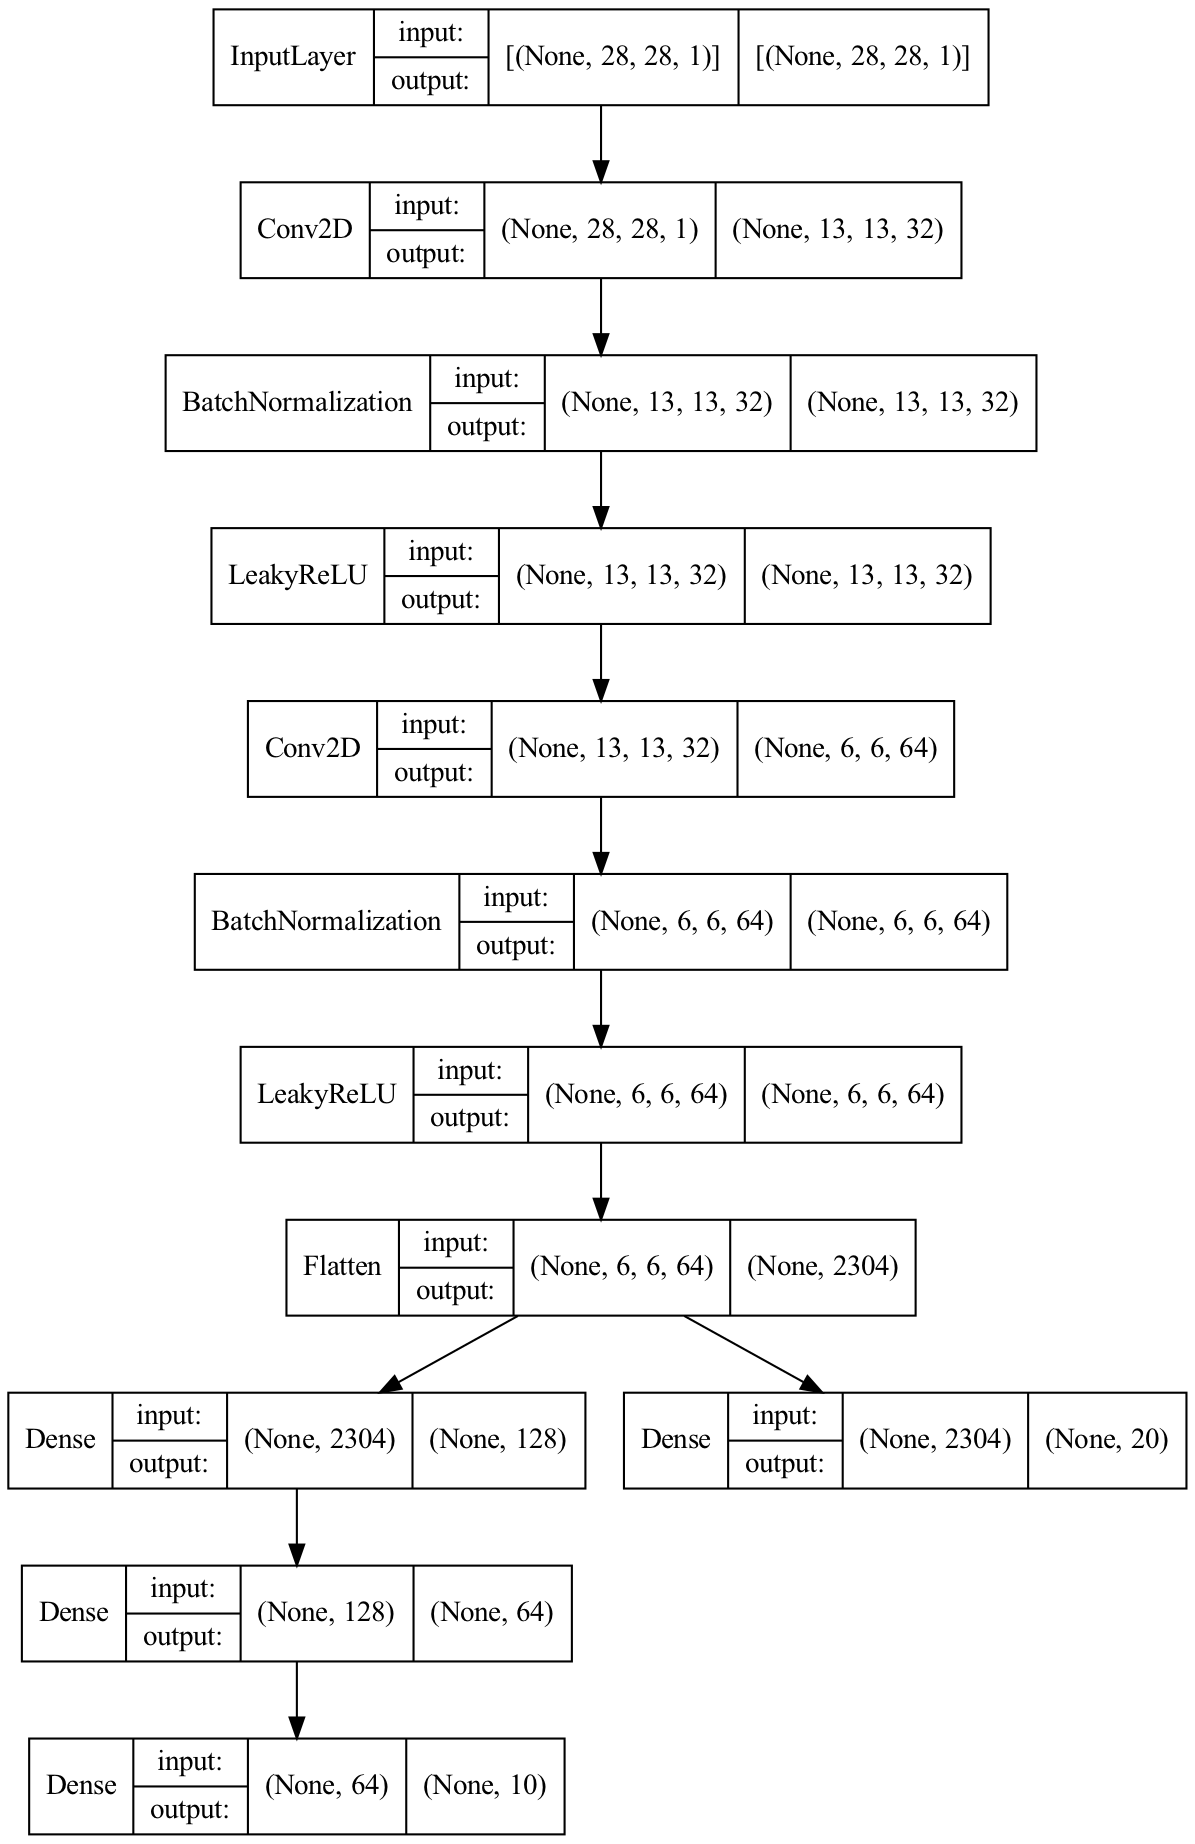 InputLayer input: output: [(None, 28, 28, 1)] [(None, 28, 28, 1)]
Conv2D input: output: (None, 28, 28, 1) (None, 13, 13, 32)
BatchNormalization input: output: (None, 13, 13, 32) (None, 13, 13, 32)
LeakyReLU input: output: (None, 13, 13, 32) (None, 13, 13, 32)
Conv2D input: output: (None, 13, 13, 32) (None, 6, 6, 64)
BatchNormalization input: output: (None, 6, 6, 64) (None, 6, 6, 64)
LeakyReLU input: output: (None, 6, 6, 64) (None, 6, 6, 64)
Flatten input: output: (None, 6, 6, 64) (None, 2304)
Dense input: output: (None, 2304) (None, 128)
Dense input: output: (None, 2304) (None, 20)
Dense input: output: (None, 128) (None, 64)
Dense input: output: (None, 64) (None, 10)